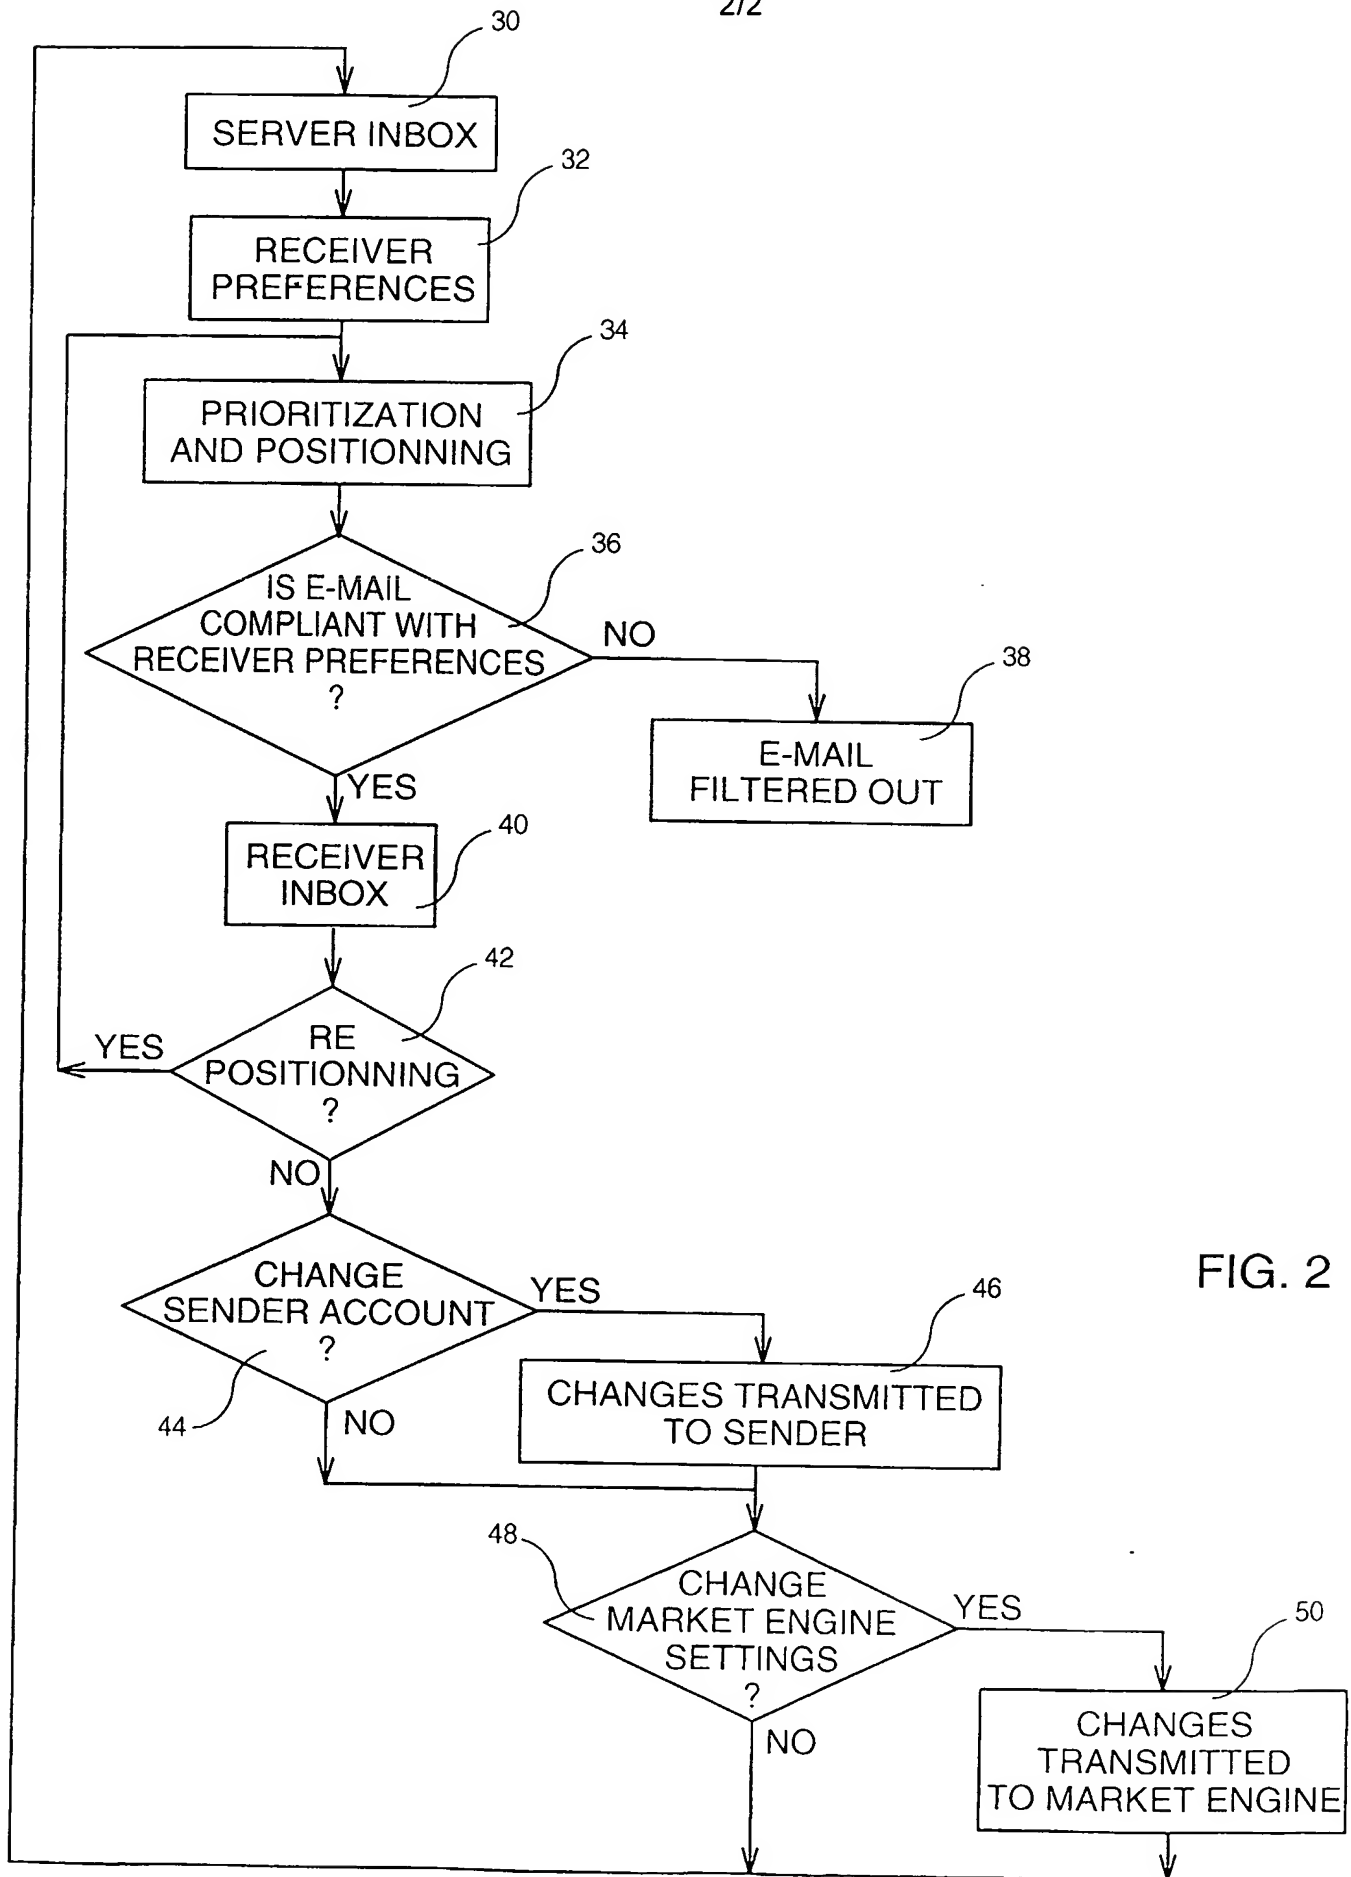 2/2
30
SERVER INBOX
32
RECEIVER
PREFERENCES
34
PRIORITIZATION
AND POSITIONNING
36
IS E-MAIL
COMPLIANT WITH
RECEIVER PREFERENCES
?
NO
38
E-MAIL
FILTERED OUT
YES
40
RECEIVER
INBOX
42
RE
POSITIONNING
?
YES
NO
FIG. 2
CHANGE
SENDER ACCOUNT
?
YES
46
44
NO
CHANGES TRANSMITTED
TO SENDER
48
CHANGE
MARKET ENGINE
SETTINGS
?
YES
50
NO
CHANGES
TRANSMITTED
TO MARKET ENGINE